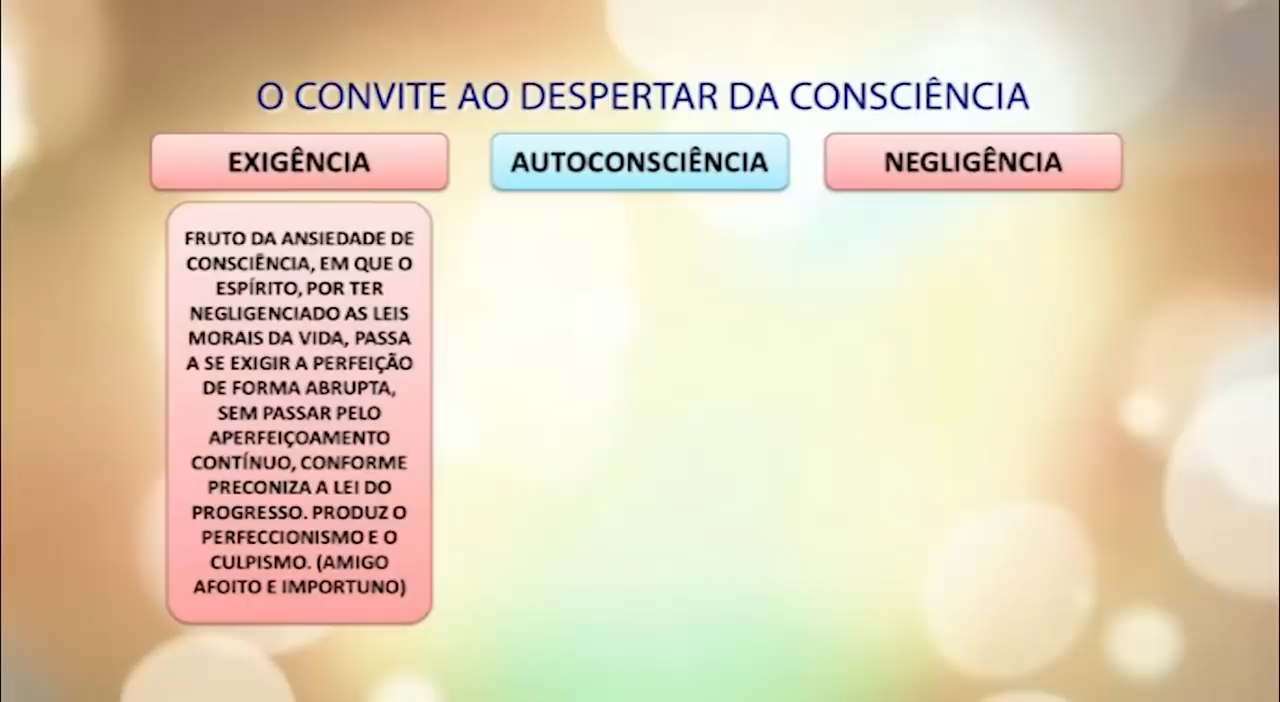 O CONVITE AO DESPERTAR DA CONSCIÊNCIA
EXIGÊNCIA
AUTOCONSCIÊNCIA
NEGLIGÊNCIA
FRUTO DA ANSIEDADE DE
CONSCIÊNCIA, EM QUE O
ESPÍRITO, POR TER
NEGLIGENCIADO AS LEIS
MORAIS DA VIDA, PASSA
A SE EXIGIR A PERFEIÇÃO
DE FORMA ABRUPTA,
SEM PASSAR PELO
APERFEIÇOAMENTO
CONTÍNUO, CONFORME
PRECONIZA A LEI DO
PROGRESSO. PRODUZ O
PERFECCIONISMO E O
CULPISMO. (AMIGO
AFOITO E IMPORTUNO)